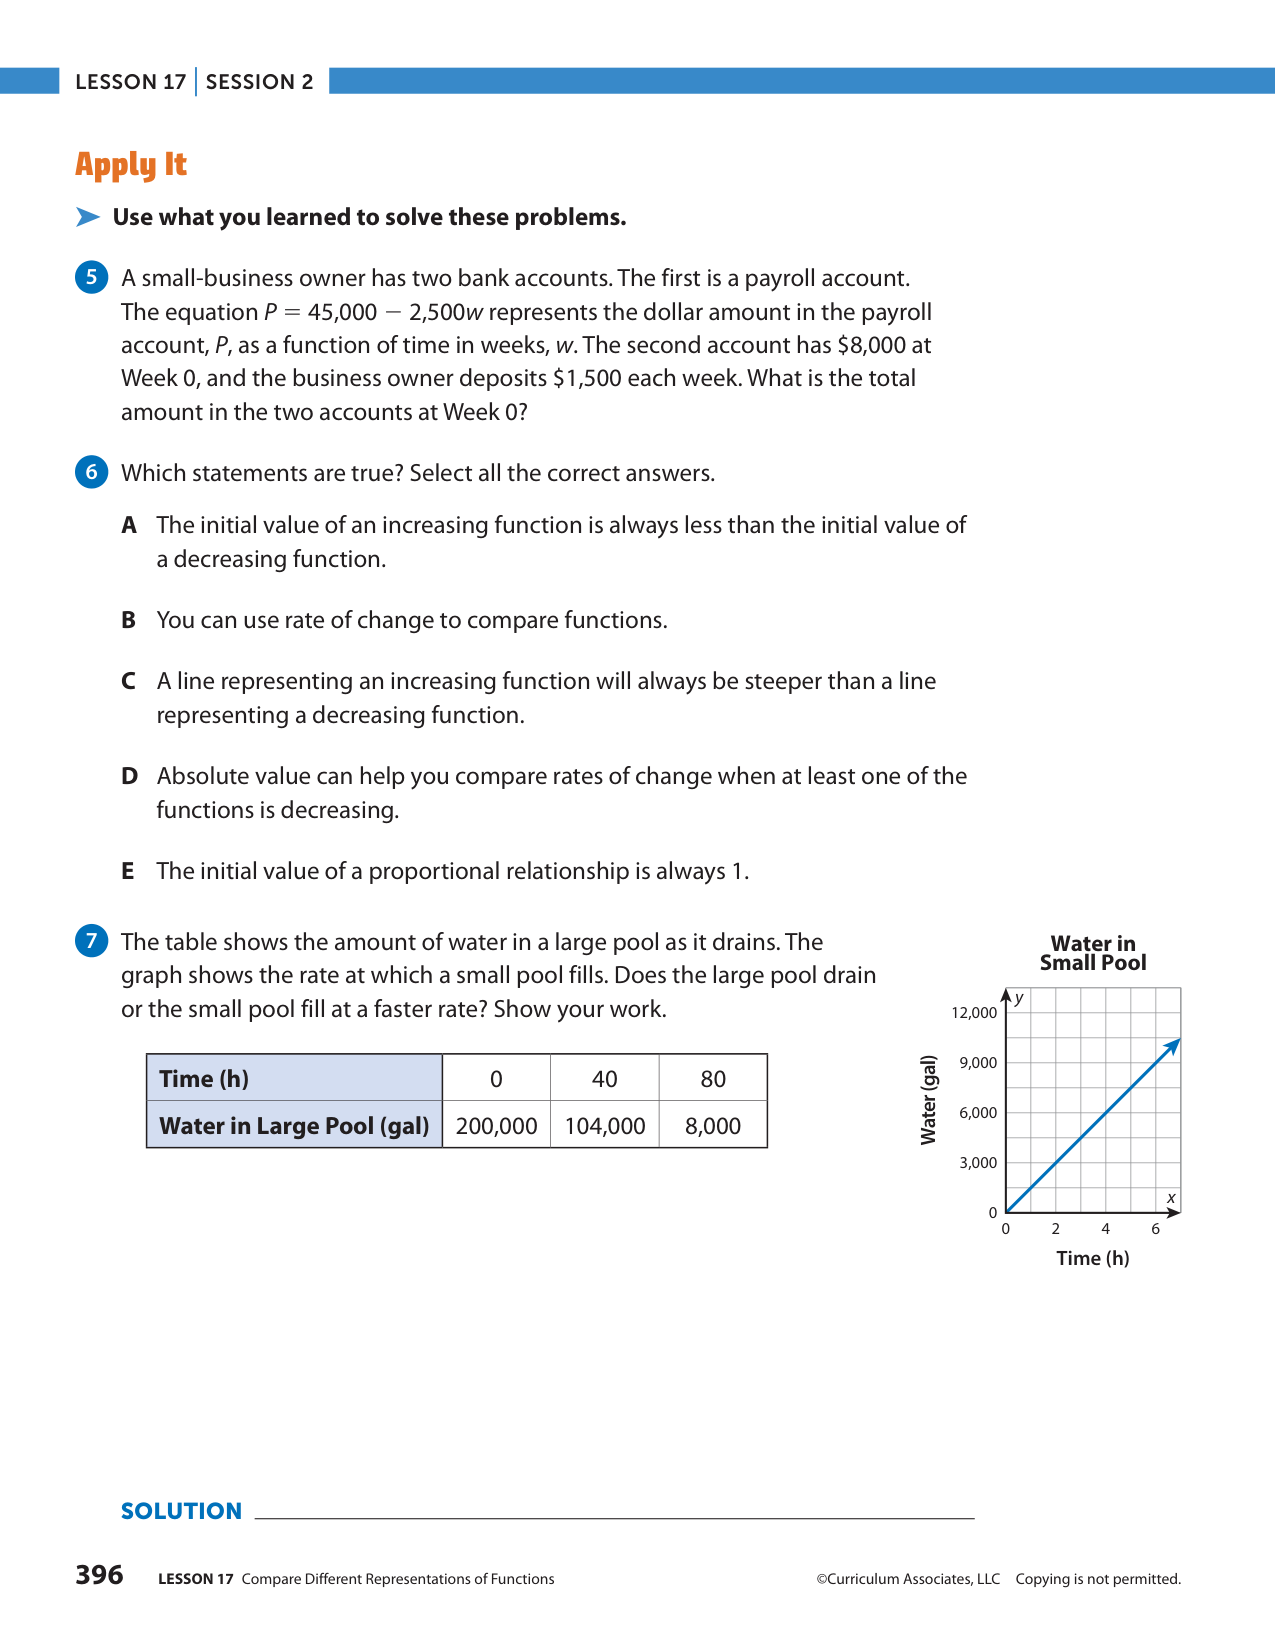 LESSON 17 | SESSION 2
Apply It
Use what you learned to solve these problems.
5 A small-business owner has two bank accounts. The first is a payroll account.
The equation P = 45,000 − 2,500w represents the dollar amount in the payroll
account, P, as a function of time in weeks, w. The second account has $8,000 at
Week 0, and the business owner deposits $1,500 each week. What is the total
amount in the two accounts at Week 0?
6 Which statements are true? Select all the correct answers.
A The initial value of an increasing function is always less than the initial value of
a decreasing function.
B You can use rate of change to compare functions.
C A line representing an increasing function will always be steeper than a line
representing a decreasing function.
D Absolute value can help you compare rates of change when at least one of the
functions is decreasing.
E The initial value of a proportional relationship is always 1.
7 The table shows the amount of water in a large pool as it drains. The
graph shows the rate at which a small pool fills. Does the large pool drain
or the small pool fill at a faster rate? Show your work.
Time (h) 0 40 80
Water in Large Pool (gal) 200,000 104,000 8,000
Water in
Small Pool
y
12,000
9,000
6,000
3,000
0
Water (gal)
x
0 2 4 6
Time (h)
SOLUTION
396 LESSON 17 Compare Different Representations of Functions
©Curriculum Associates, LLC Copying is not permitted.